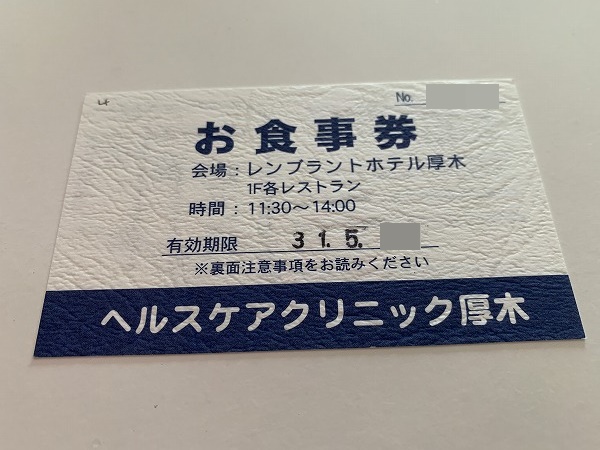 No.
お食事券
会場：レンブラントホテル厚木
1F各レストラン
時間：11:30～14:00
有効期限 31.5.
※裏面注意事項をお読みください
ヘルスケアクリニック厚木